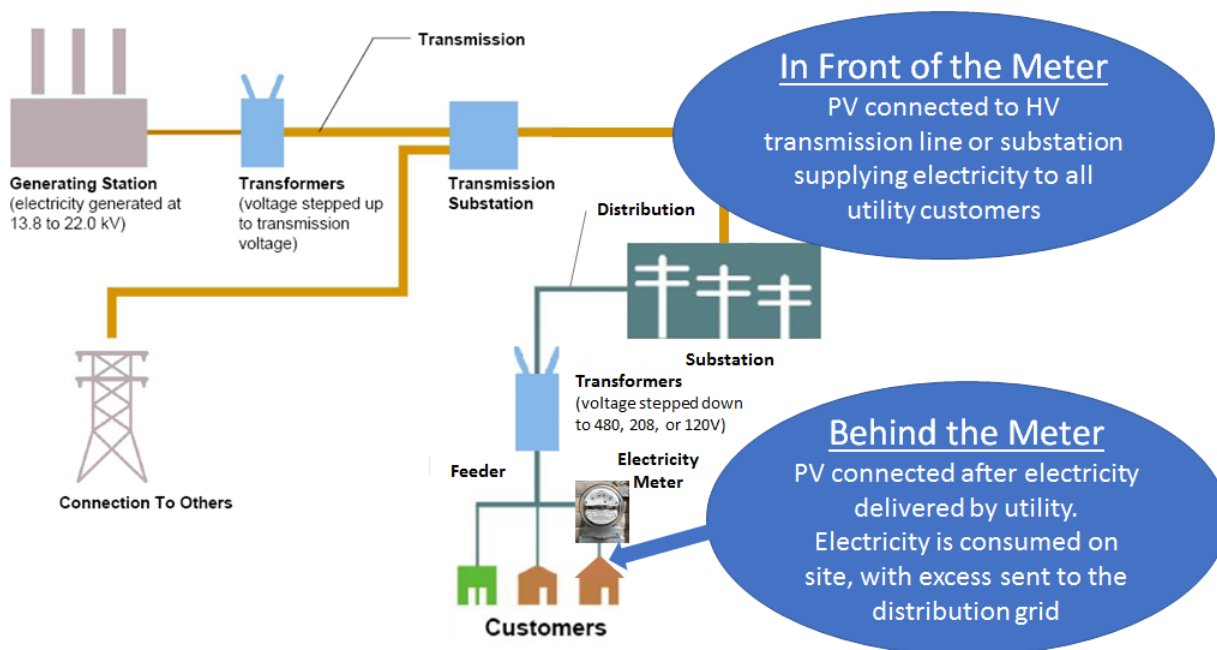 Transmission
In Front of the Meter
PV connected to HV
transmission line or substation
supplying electricity to all
utility customers
Generating Station
(electricity generated at
13.8 to 22.0 kV)
Transformers
(voltage stepped up
to transmission
voltage)
Transmission
Substation
Distribution
Substation
Transformers
(voltage stepped down
to 480, 208, or 120V)
Connection To Others
Feeder
Electricity
Meter
Behind the Meter
PV connected after electricity
delivered by utility.
Electricity is consumed on
site, with excess sent to the
distribution grid
Customers